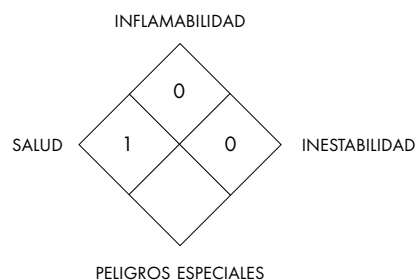 INFLAMABILIDAD
0
SALUD 1 0 INESTABILIDAD
PELIGROS ESPECIALES